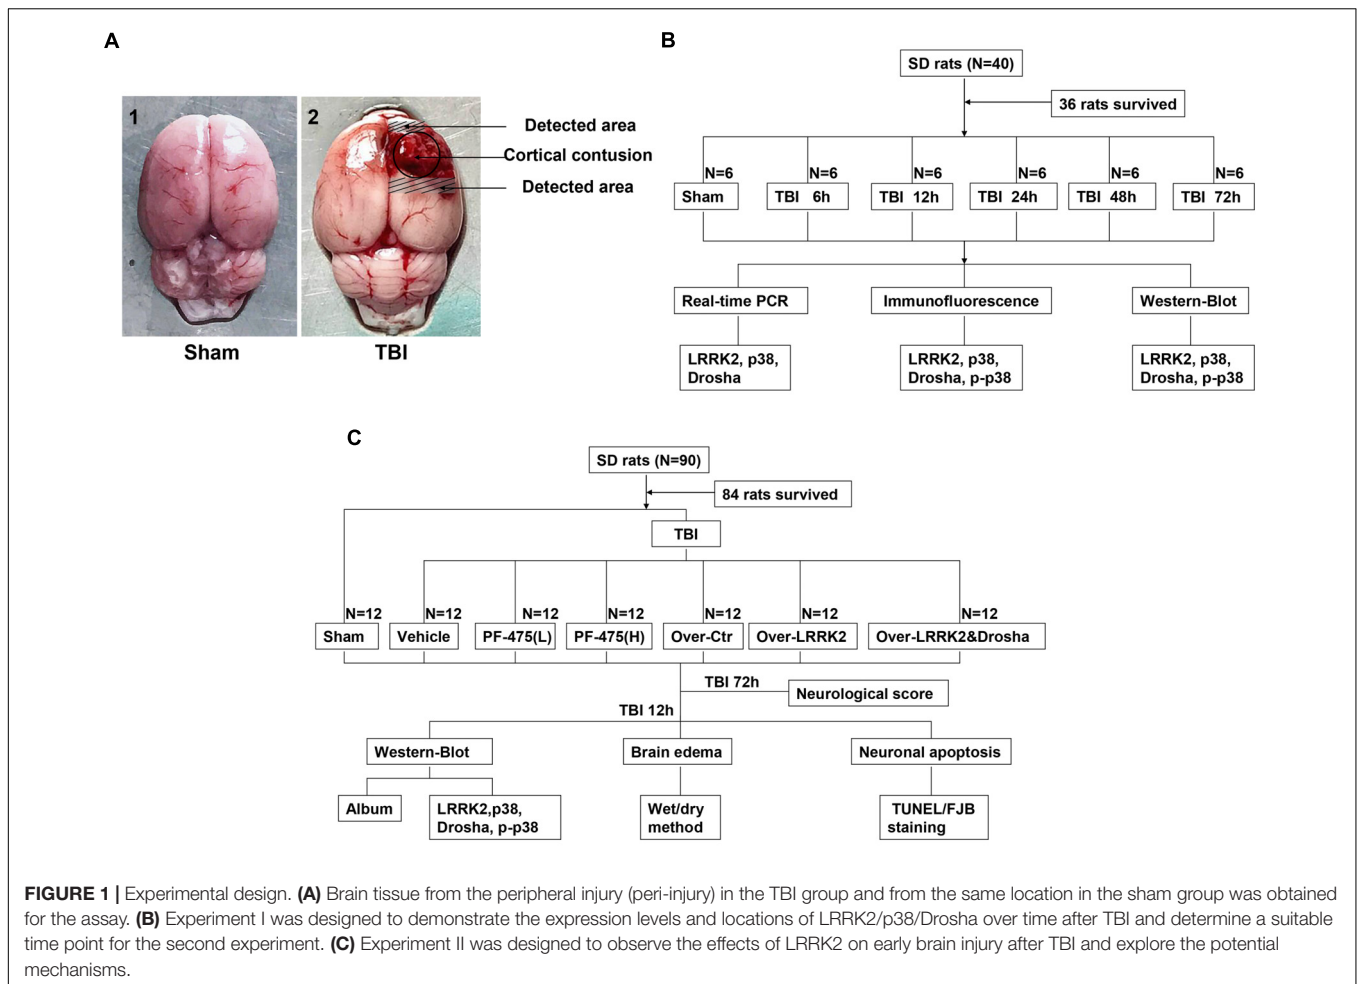 A
1
2
Detected area
Cortical contusion
Detected area
Sham
TBI
B
SD rats (N=40)
36 rats survived
N=6
N=6
N=6
N=6
N=6
N=6
Sham
TBI 6h
TBI 12h
TBI 24h
TBI 48h
TBI 72h
Real-time PCR
Immunofluorescence
Western-Blot
LRRK2, p38,
Drosha
LRRK2, p38,
Drosha, p-p38
LRRK2, p38,
Drosha, p-p38
C
SD rats (N=90)
84 rats survived
TBI
N=12
N=12
N=12
N=12
N=12
N=12
N=12
Sham
Vehicle
PF-475(L)
PF-475(H)
Over-Ctr
Over-LRRK2
Over-LRRK2&Drosha
TBI 72h
Neurological score
TBI 12h
Western-Blot
Brain edema
Neuronal apoptosis
Album
LRRK2,p38,
Drosha, p-p38
Wet/dry
method
TUNEL/FJB
staining
FIGURE 1 | Experimental design. (A) Brain tissue from the peripheral injury (peri-injury) in the TBI group and from the same location in the sham group was obtained
for the assay. (B) Experiment I was designed to demonstrate the expression levels and locations of LRRK2/p38/Drosha over time after TBI and determine a suitable
time point for the second experiment. (C) Experiment II was designed to observe the effects of LRRK2 on early brain injury after TBI and explore the potential
mechanisms.